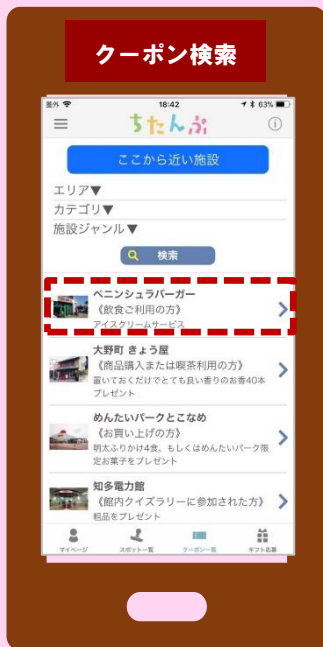 クーポン検索
圏外 18:42 63%
ちたんぷ
ここから近い施設
エリア▼
カテゴリ▼
施設ジャンル▼
検索
ペニンシュラバーガー
《飲食ご利用の方》
アイスクリームサービス
大野町 きょう屋
《商品購入または喫茶利用の方》
置いておくだけでとても良い香りのお香40本
プレゼント
めんたいパークとこなめ
《お買い上げの方》
明太ふりかけ4食、もしくはめんたいパーク限
定お菓子をプレゼント
知多電力館
《館内クイズラリーに参加された方》
粗品をプレゼント
マイページ スポット一覧 クーポン一覧 ギフト応募